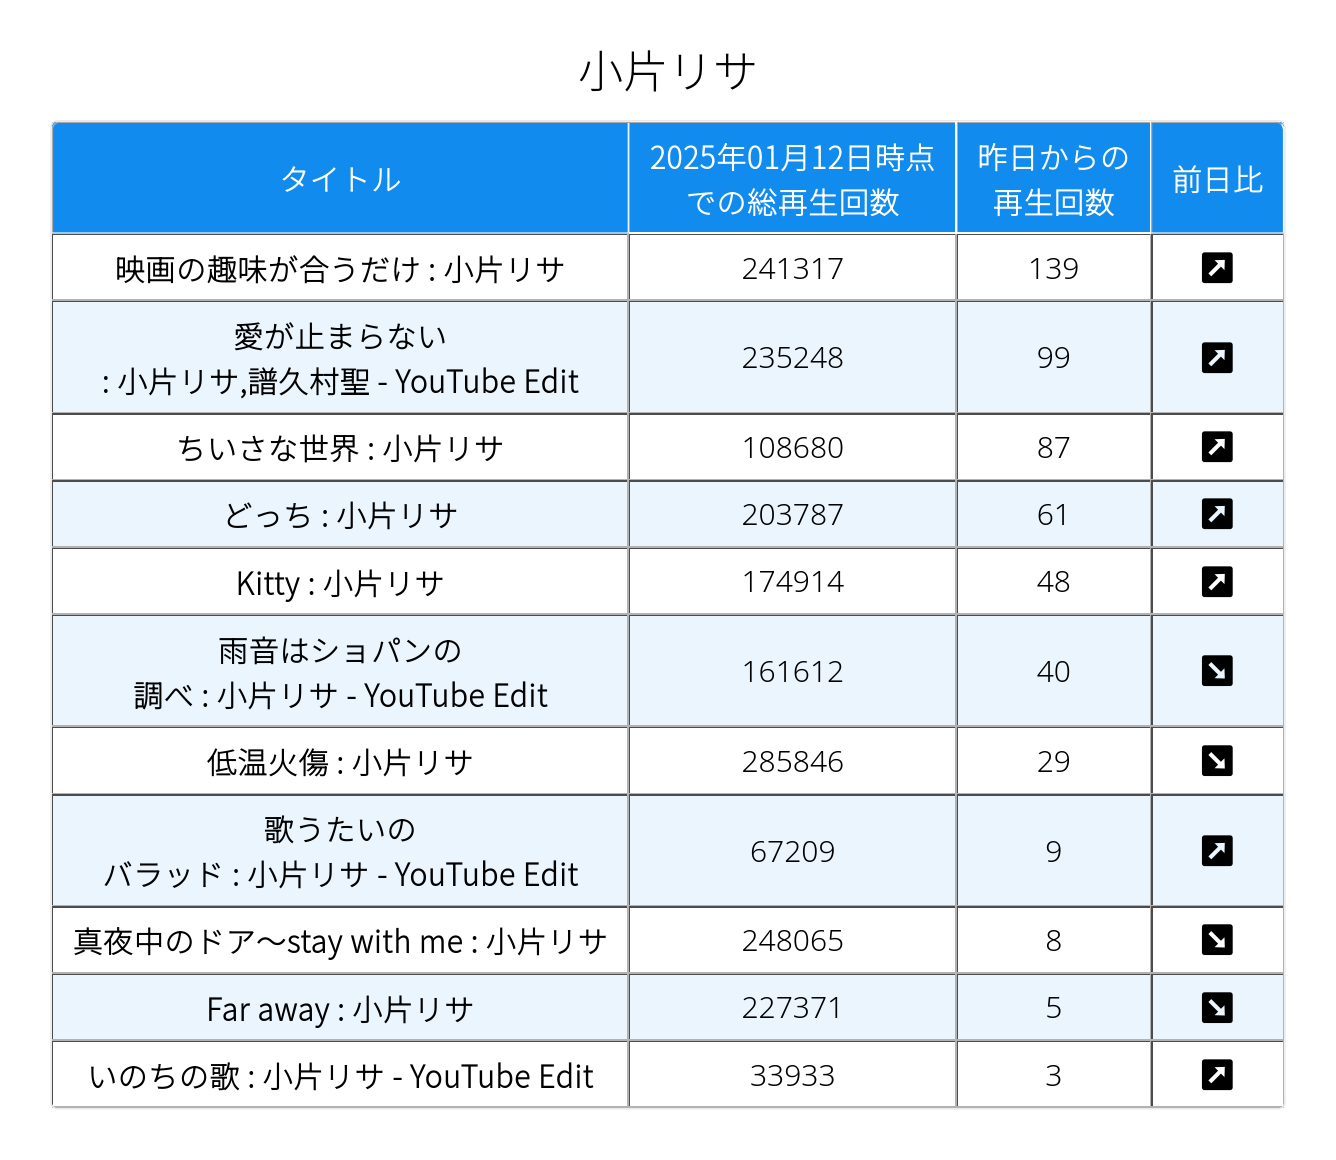 小片リサ
タイトル
2025年01月12日時点
での総再生回数
昨日からの
再生回数
前日比
映画の趣味が合うだけ : 小片リサ
241317
139
愛が止まらない
: 小片リサ,譜久村聖 - YouTube Edit
235248
99
ちいさな世界 : 小片リサ
108680
87
どっち : 小片リサ
203787
61
Kitty : 小片リサ
174914
48
雨音はショパンの
調べ : 小片リサ - YouTube Edit
161612
40
低温火傷 : 小片リサ
285846
29
歌うたいの
バラッド : 小片リサ - YouTube Edit
67209
9
真夜中のドア〜stay with me : 小片リサ
248065
8
Far away : 小片リサ
227371
5
いのちの歌 : 小片リサ - YouTube Edit
33933
3